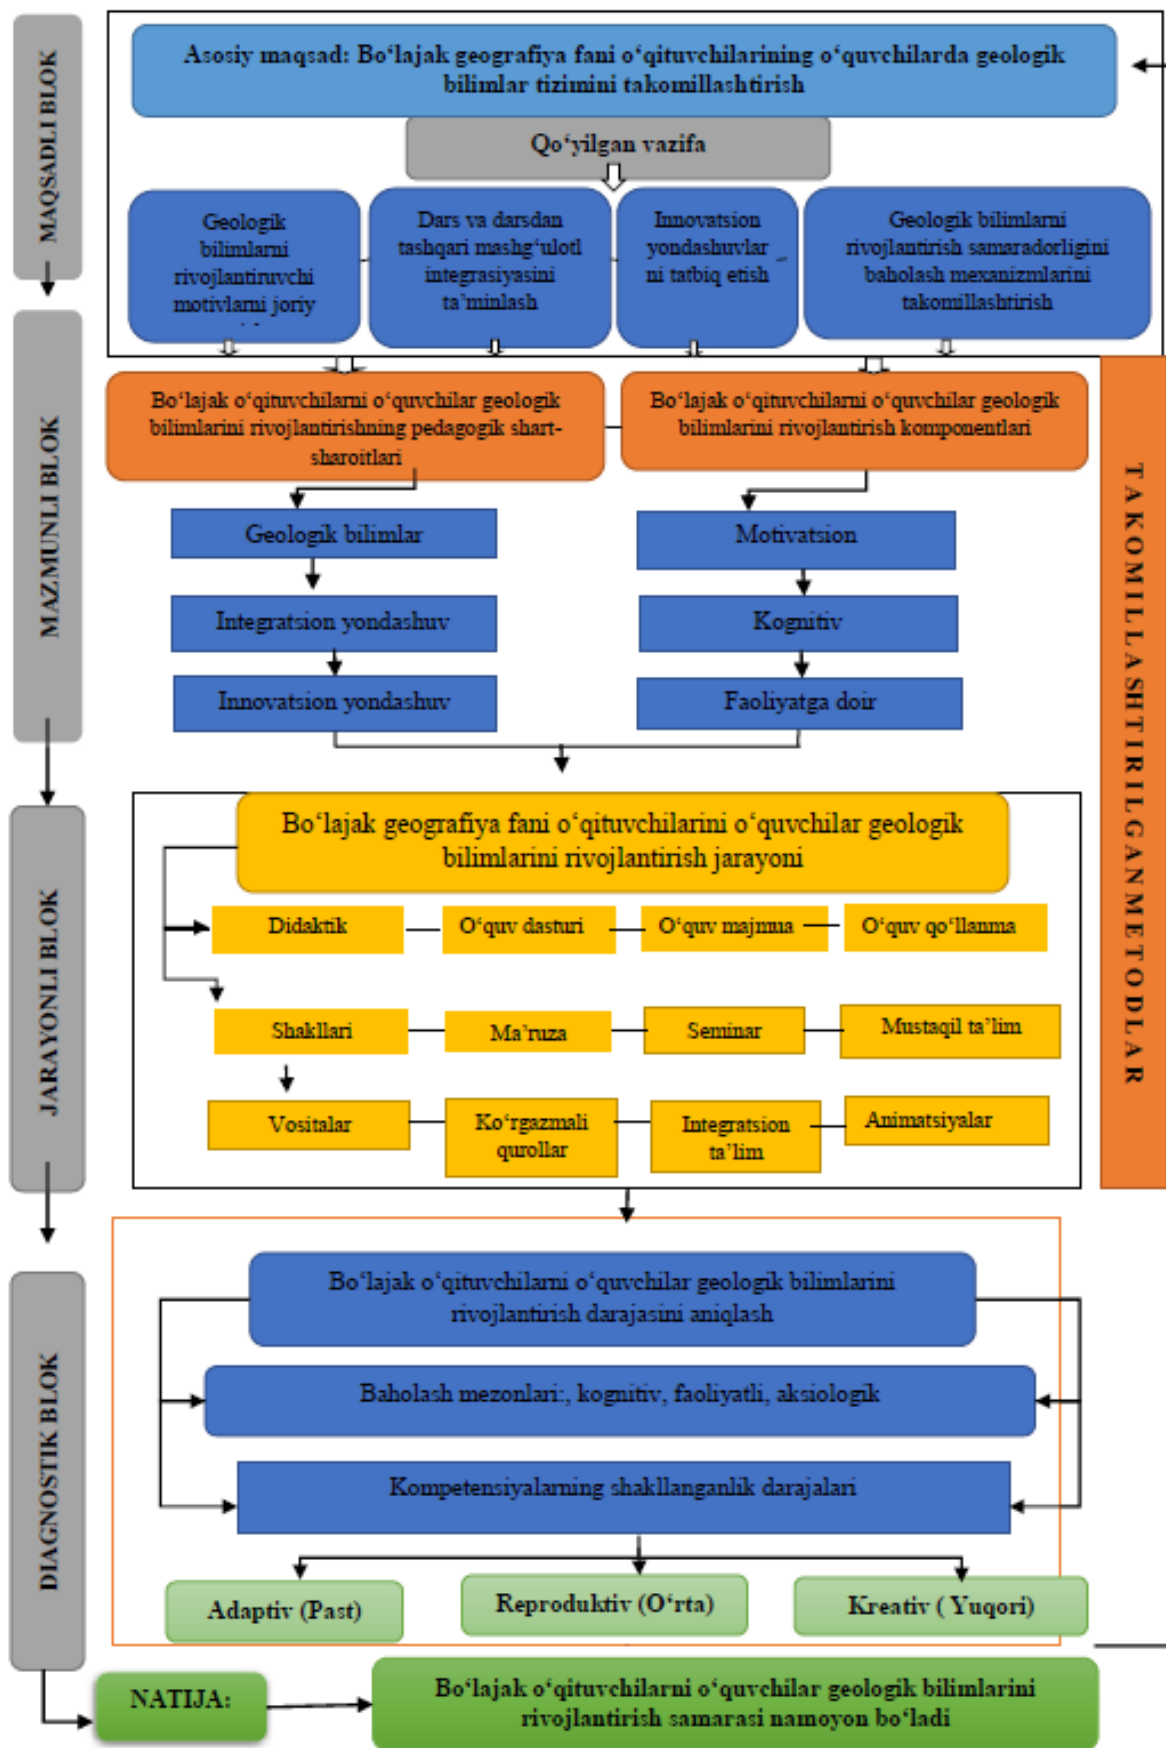 MAQSADLI BLOK
Asosiy maqsad: Bo‘lajak geografiya fani o‘qituvchilarining o‘quvchilarda geologik
bilimlar tizimini takomillashtirish
Qo‘yilgan vazifa
Geologik
bilimlarni
rivojlantiruvchi
motivlarni joriy
Dars va darsdan
tashqari mashg‘ulotl
integrasiyasini
ta’minlash
Innovatsion
yondashuvlar
ni tatbiq etish
Geologik bilimlarni
rivojlantirish samaradorligini
baholash mexanizmlarini
takomillashtirish
MAZMUNLI BLOK
Bo‘lajak o‘qituvchilarni o‘quvchilar geologik
bilimlarini rivojlantirishning pedagogik shart-
sharoitlari
Bo‘lajak o‘qituvchilarni o‘quvchilar geologik
bilimlarini rivojlantirish komponentlari
Geologik bilimlar
Integratsion yondashuv
Innovatsion yondashuv
Motivatsion
Kognitiv
Faoliyatga doir
TAKOMILLASHTIRILGAN METODLAR
JARAYONLI BLOK
Bo‘lajak geografiya fani o‘qituvchilarini o‘quvchilar geologik
bilimlarini rivojlantirish jarayoni
Didaktik
O‘quv dasturi
O‘quv majmua
O‘quv qo‘llanma
Shakllari
Ma’ruza
Seminar
Mustaqil ta’lim
Vositalar
Ko‘rgazmali
qurollar
Integratsion
ta’lim
Animatsiyalar
DIAGNOSTIK BLOK
Bo‘lajak o‘qituvchilarni o‘quvchilar geologik bilimlarini
rivojlantirish darajasini aniqlash
Baholash mezonlari:, kognitiv, faoliyatli, aksiologik
Kompetensiyalarning shakllanganlik darajalari
Adaptiv (Past)
Reproduktiv (O‘rta)
Kreativ ( Yuqori)
NATIJA:
Bo‘lajak o‘qituvchilarni o‘quvchilar geologik bilimlarini
rivojlantirish samarasi namoyon bo‘ladi